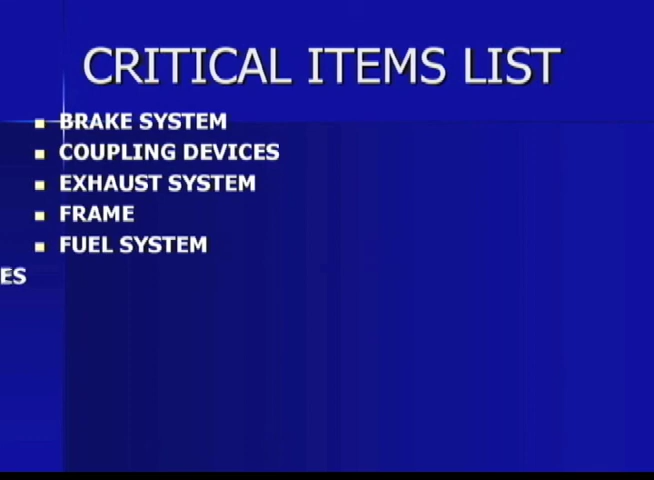 CRITICAL ITEMS LIST
BRAKE SYSTEM
COUPLING DEVICES
EXHAUST SYSTEM
FRAME
FUEL SYSTEM
ES